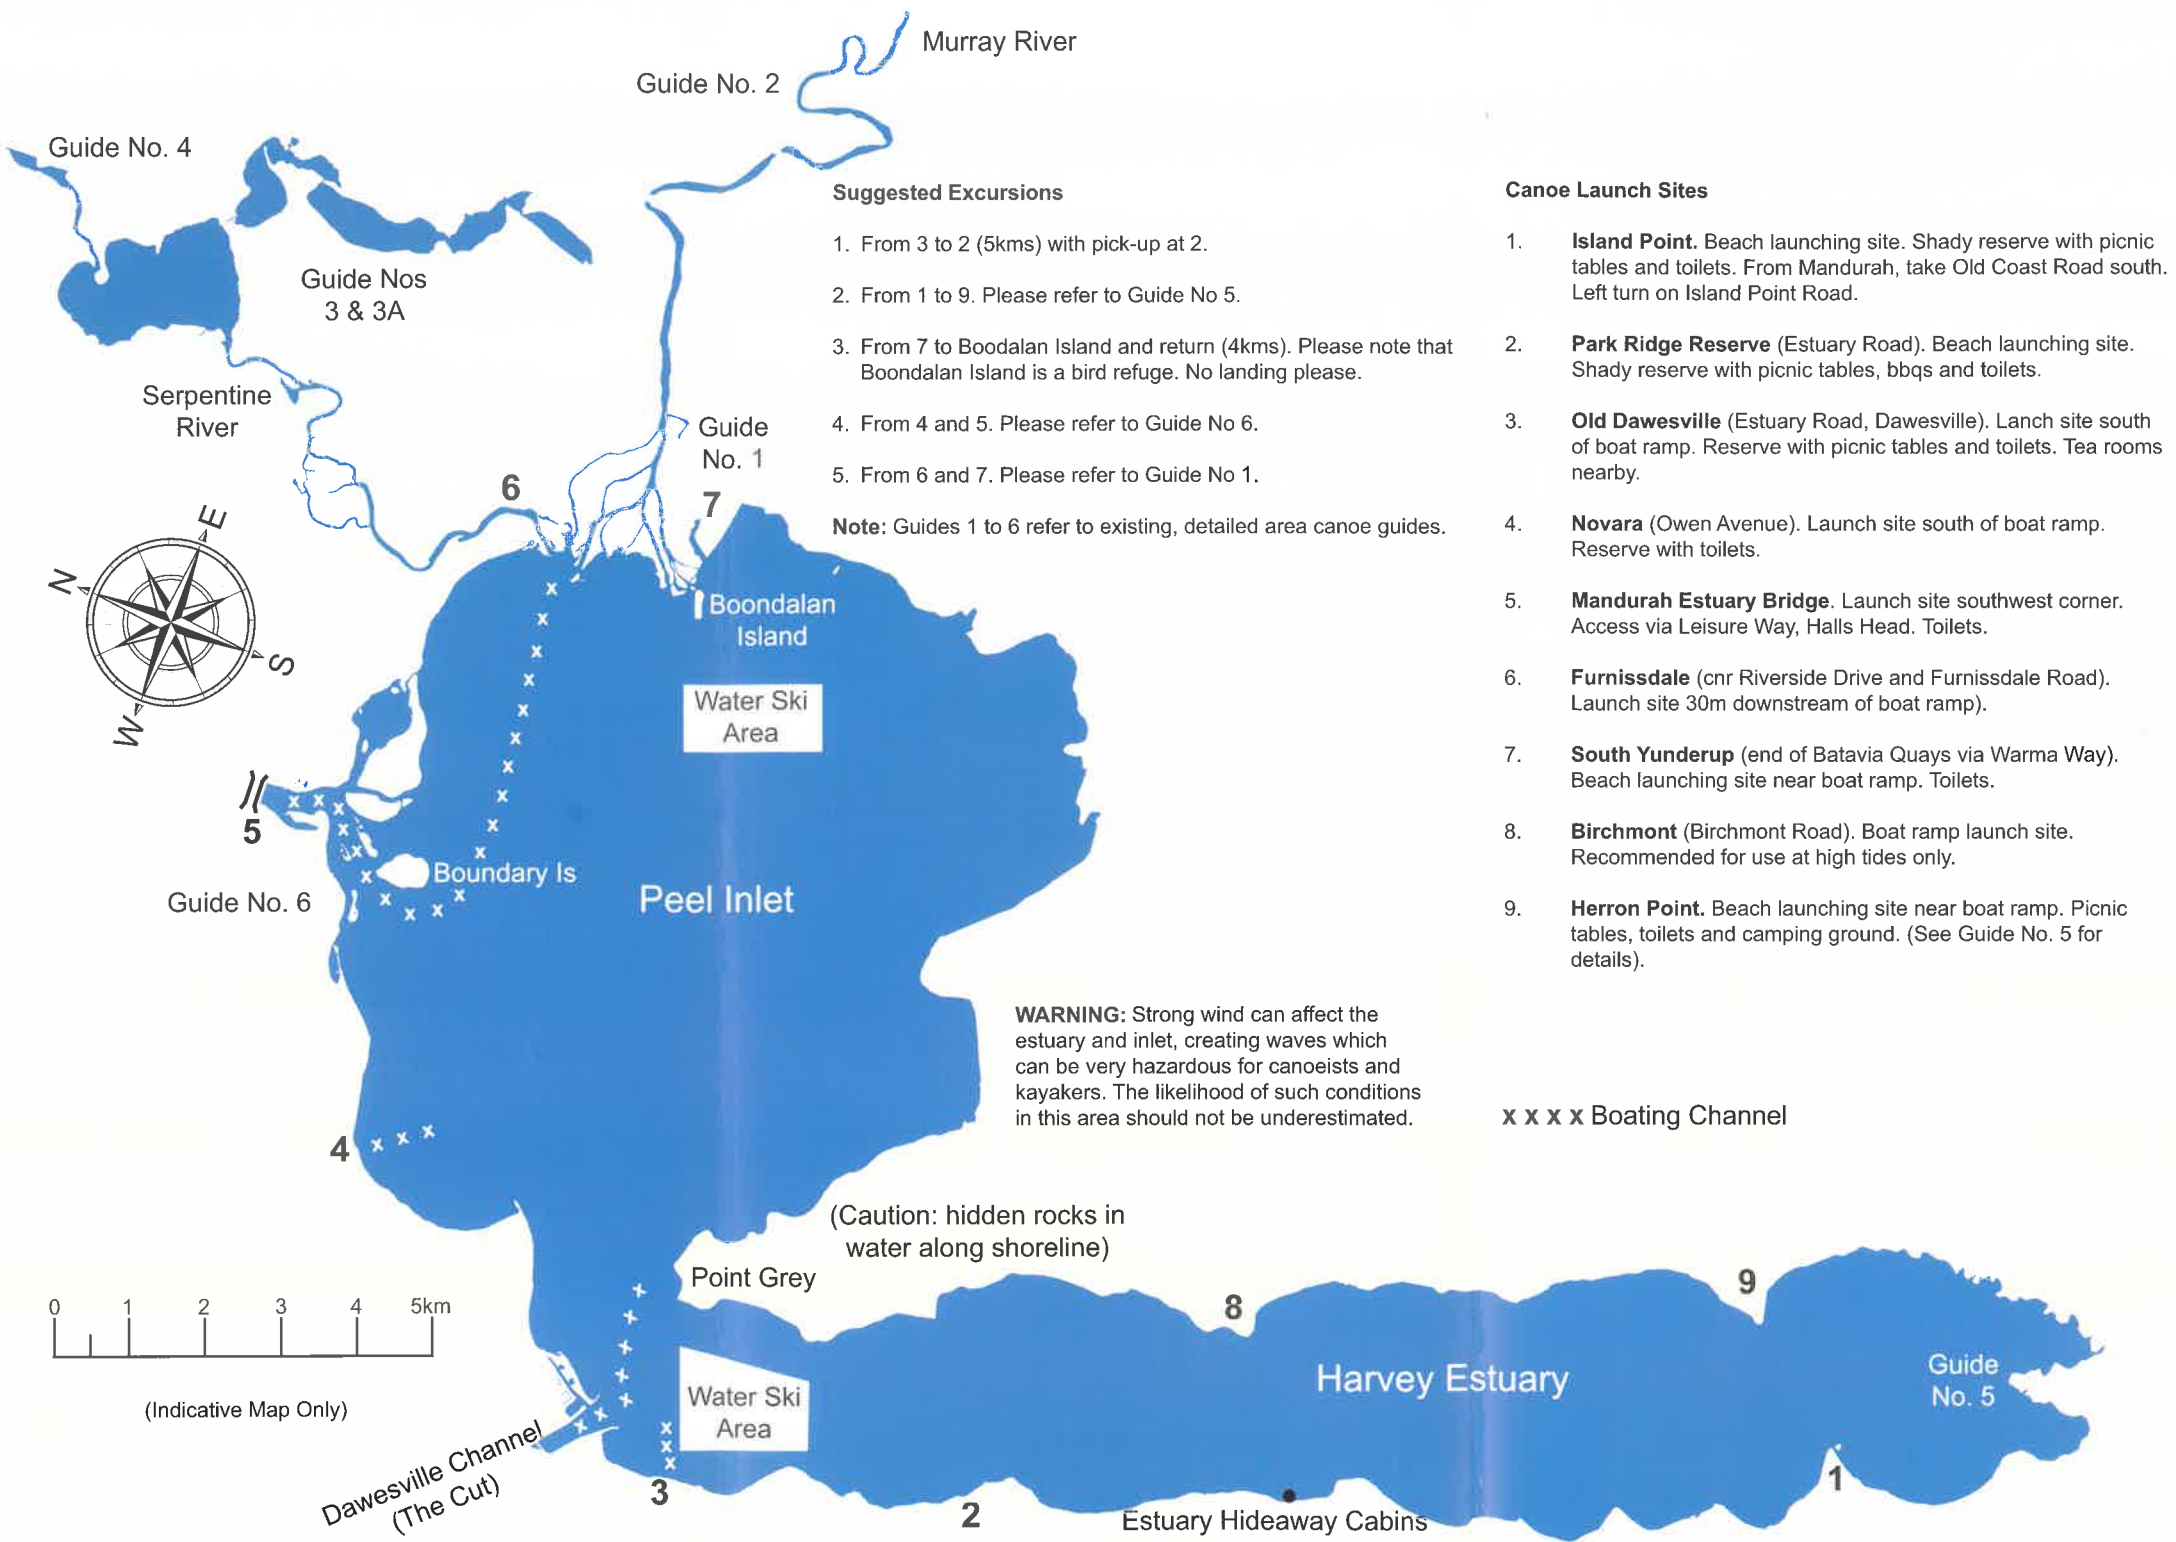 Murray River
Guide No. 2
Guide No. 4
Guide Nos
3 & 3A
Serpentine
River
Guide
No. 1
6
7
N
E
S
W
Boondalan
Island
Water Ski
Area
5
Boundary Is
Guide No. 6
Peel Inlet
4
(Caution: hidden rocks in
water along shoreline)
Point Grey
0 1 2 3 4 5km
(Indicative Map Only)
Dawesville Channel
(The Cut)
Water Ski
Area
3
2
8
9
Harvey Estuary
Guide
No. 5
1
Estuary Hideaway Cabins
Suggested Excursions
1. From 3 to 2 (5kms) with pick-up at 2.
2. From 1 to 9. Please refer to Guide No 5.
3. From 7 to Boodalan Island and return (4kms). Please note that
Boondalan Island is a bird refuge. No landing please.
4. From 4 and 5. Please refer to Guide No 6.
5. From 6 and 7. Please refer to Guide No 1.
Note: Guides 1 to 6 refer to existing, detailed area canoe guides.
Canoe Launch Sites
1. Island Point. Beach launching site. Shady reserve with picnic
tables and toilets. From Mandurah, take Old Coast Road south.
Left turn on Island Point Road.
2. Park Ridge Reserve (Estuary Road). Beach launching site.
Shady reserve with picnic tables, bbqs and toilets.
3. Old Dawesville (Estuary Road, Dawesville). Lanch site south
of boat ramp. Reserve with picnic tables and toilets. Tea rooms
nearby.
4. Novara (Owen Avenue). Launch site south of boat ramp.
Reserve with toilets.
5. Mandurah Estuary Bridge. Launch site southwest corner.
Access via Leisure Way, Halls Head. Toilets.
6. Furnissdale (cnr Riverside Drive and Furnissdale Road).
Launch site 30m downstream of boat ramp).
7. South Yunderup (end of Batavia Quays via Warma Way).
Beach launching site near boat ramp. Toilets.
8. Birchmont (Birchmont Road). Boat ramp launch site.
Recommended for use at high tides only.
9. Herron Point. Beach launching site near boat ramp. Picnic
tables, toilets and camping ground. (See Guide No. 5 for
details).
WARNING: Strong wind can affect the
estuary and inlet, creating waves which
can be very hazardous for canoeists and
kayakers. The likelihood of such conditions
in this area should not be underestimated.
x x x x Boating Channel